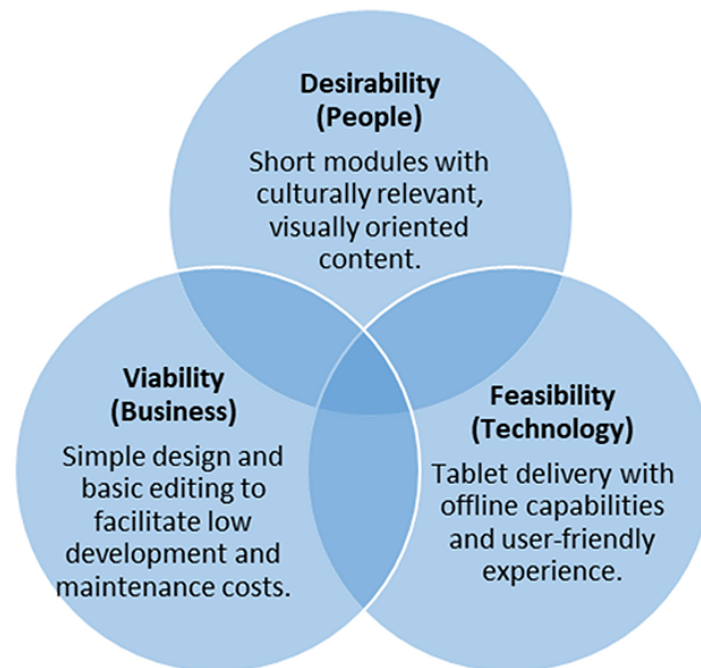 Desirability
(People)
Short modules with
culturally relevant,
visually oriented
content.
Viability
(Business)
Simple design and
basic editing to
facilitate low
development and
maintenance costs.
Feasibility
(Technology)
Tablet delivery with
offline capabilities
and user-friendly
experience.